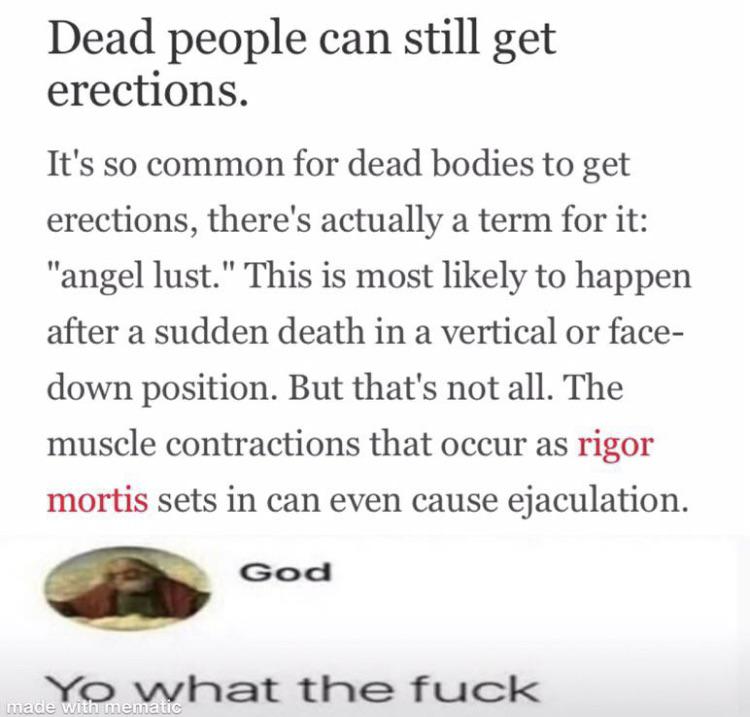 Dead people can still get
erections.
It's so common for dead bodies to get
erections, there's actually a term for it:
"angel lust." This is most likely to happen
after a sudden death in a vertical or face-
down position. But that's not all. The
muscle contractions that occur as rigor
mortis sets in can even cause ejaculation.
God
Yo what the fuck
made with mematic